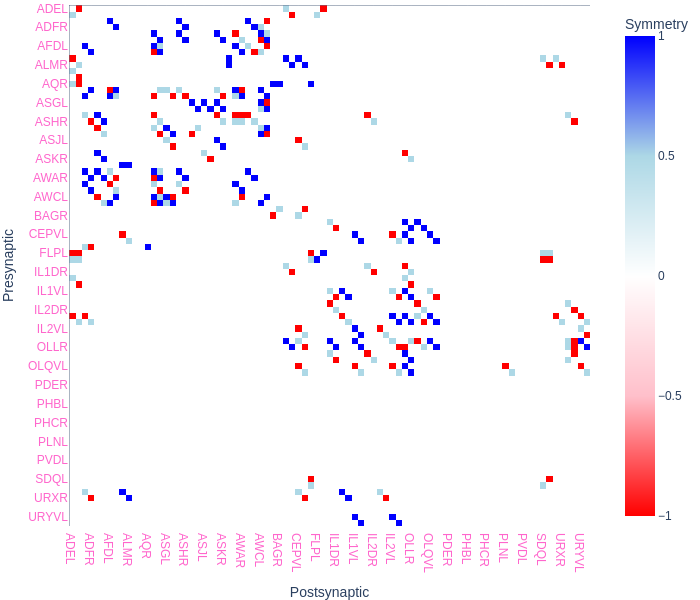 Symmetry
1
0.5
0
−0.5
−1
Presynaptic
ADEL
ADFR
AFDL
ALMR
AQR
ASGL
ASHR
ASJL
ASKR
AWAR
AWCL
BAGR
CEPVL
FLPL
IL1DR
IL1VL
IL2DR
IL2VL
OLLR
OLQVL
PDER
PHBL
PHCR
PLNL
PVDL
SDQL
URXR
URYVL
ADEL
ADFR
AFDL
ALMR
AQR
ASGL
ASHR
ASJL
ASKR
AWAR
AWCL
BAGR
CEPVL
FLPL
IL1DR
IL1VL
IL2DR
IL2VL
OLLR
OLQVL
PDER
PHBL
PHCR
PLNL
PVDL
SDQL
URXR
URYVL
Postsynaptic